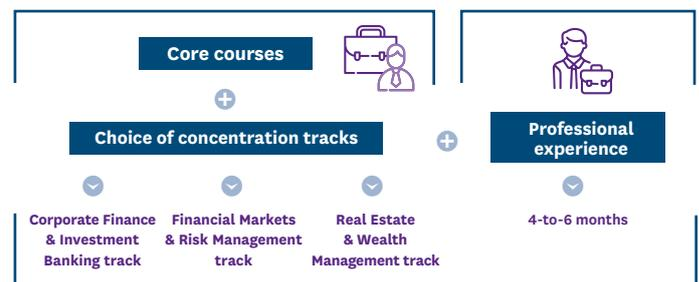 Core courses
Choice of concentration tracks
Professional
experience
Corporate Finance
& Investment
Banking track
Financial Markets
& Risk Management
track
Real Estate
& Wealth
Management track
4-to-6 months